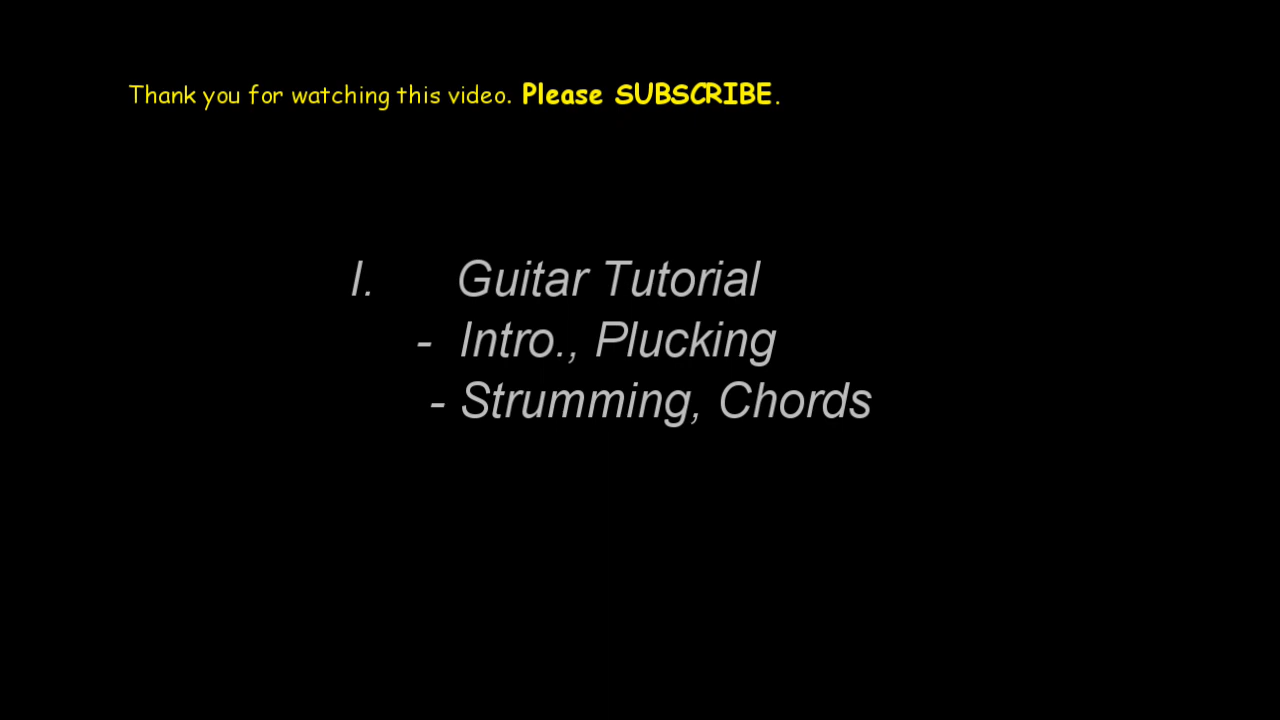 Thank you for watching this video. Please SUBSCRIBE.
I. Guitar Tutorial
- Intro., Plucking
- Strumming, Chords